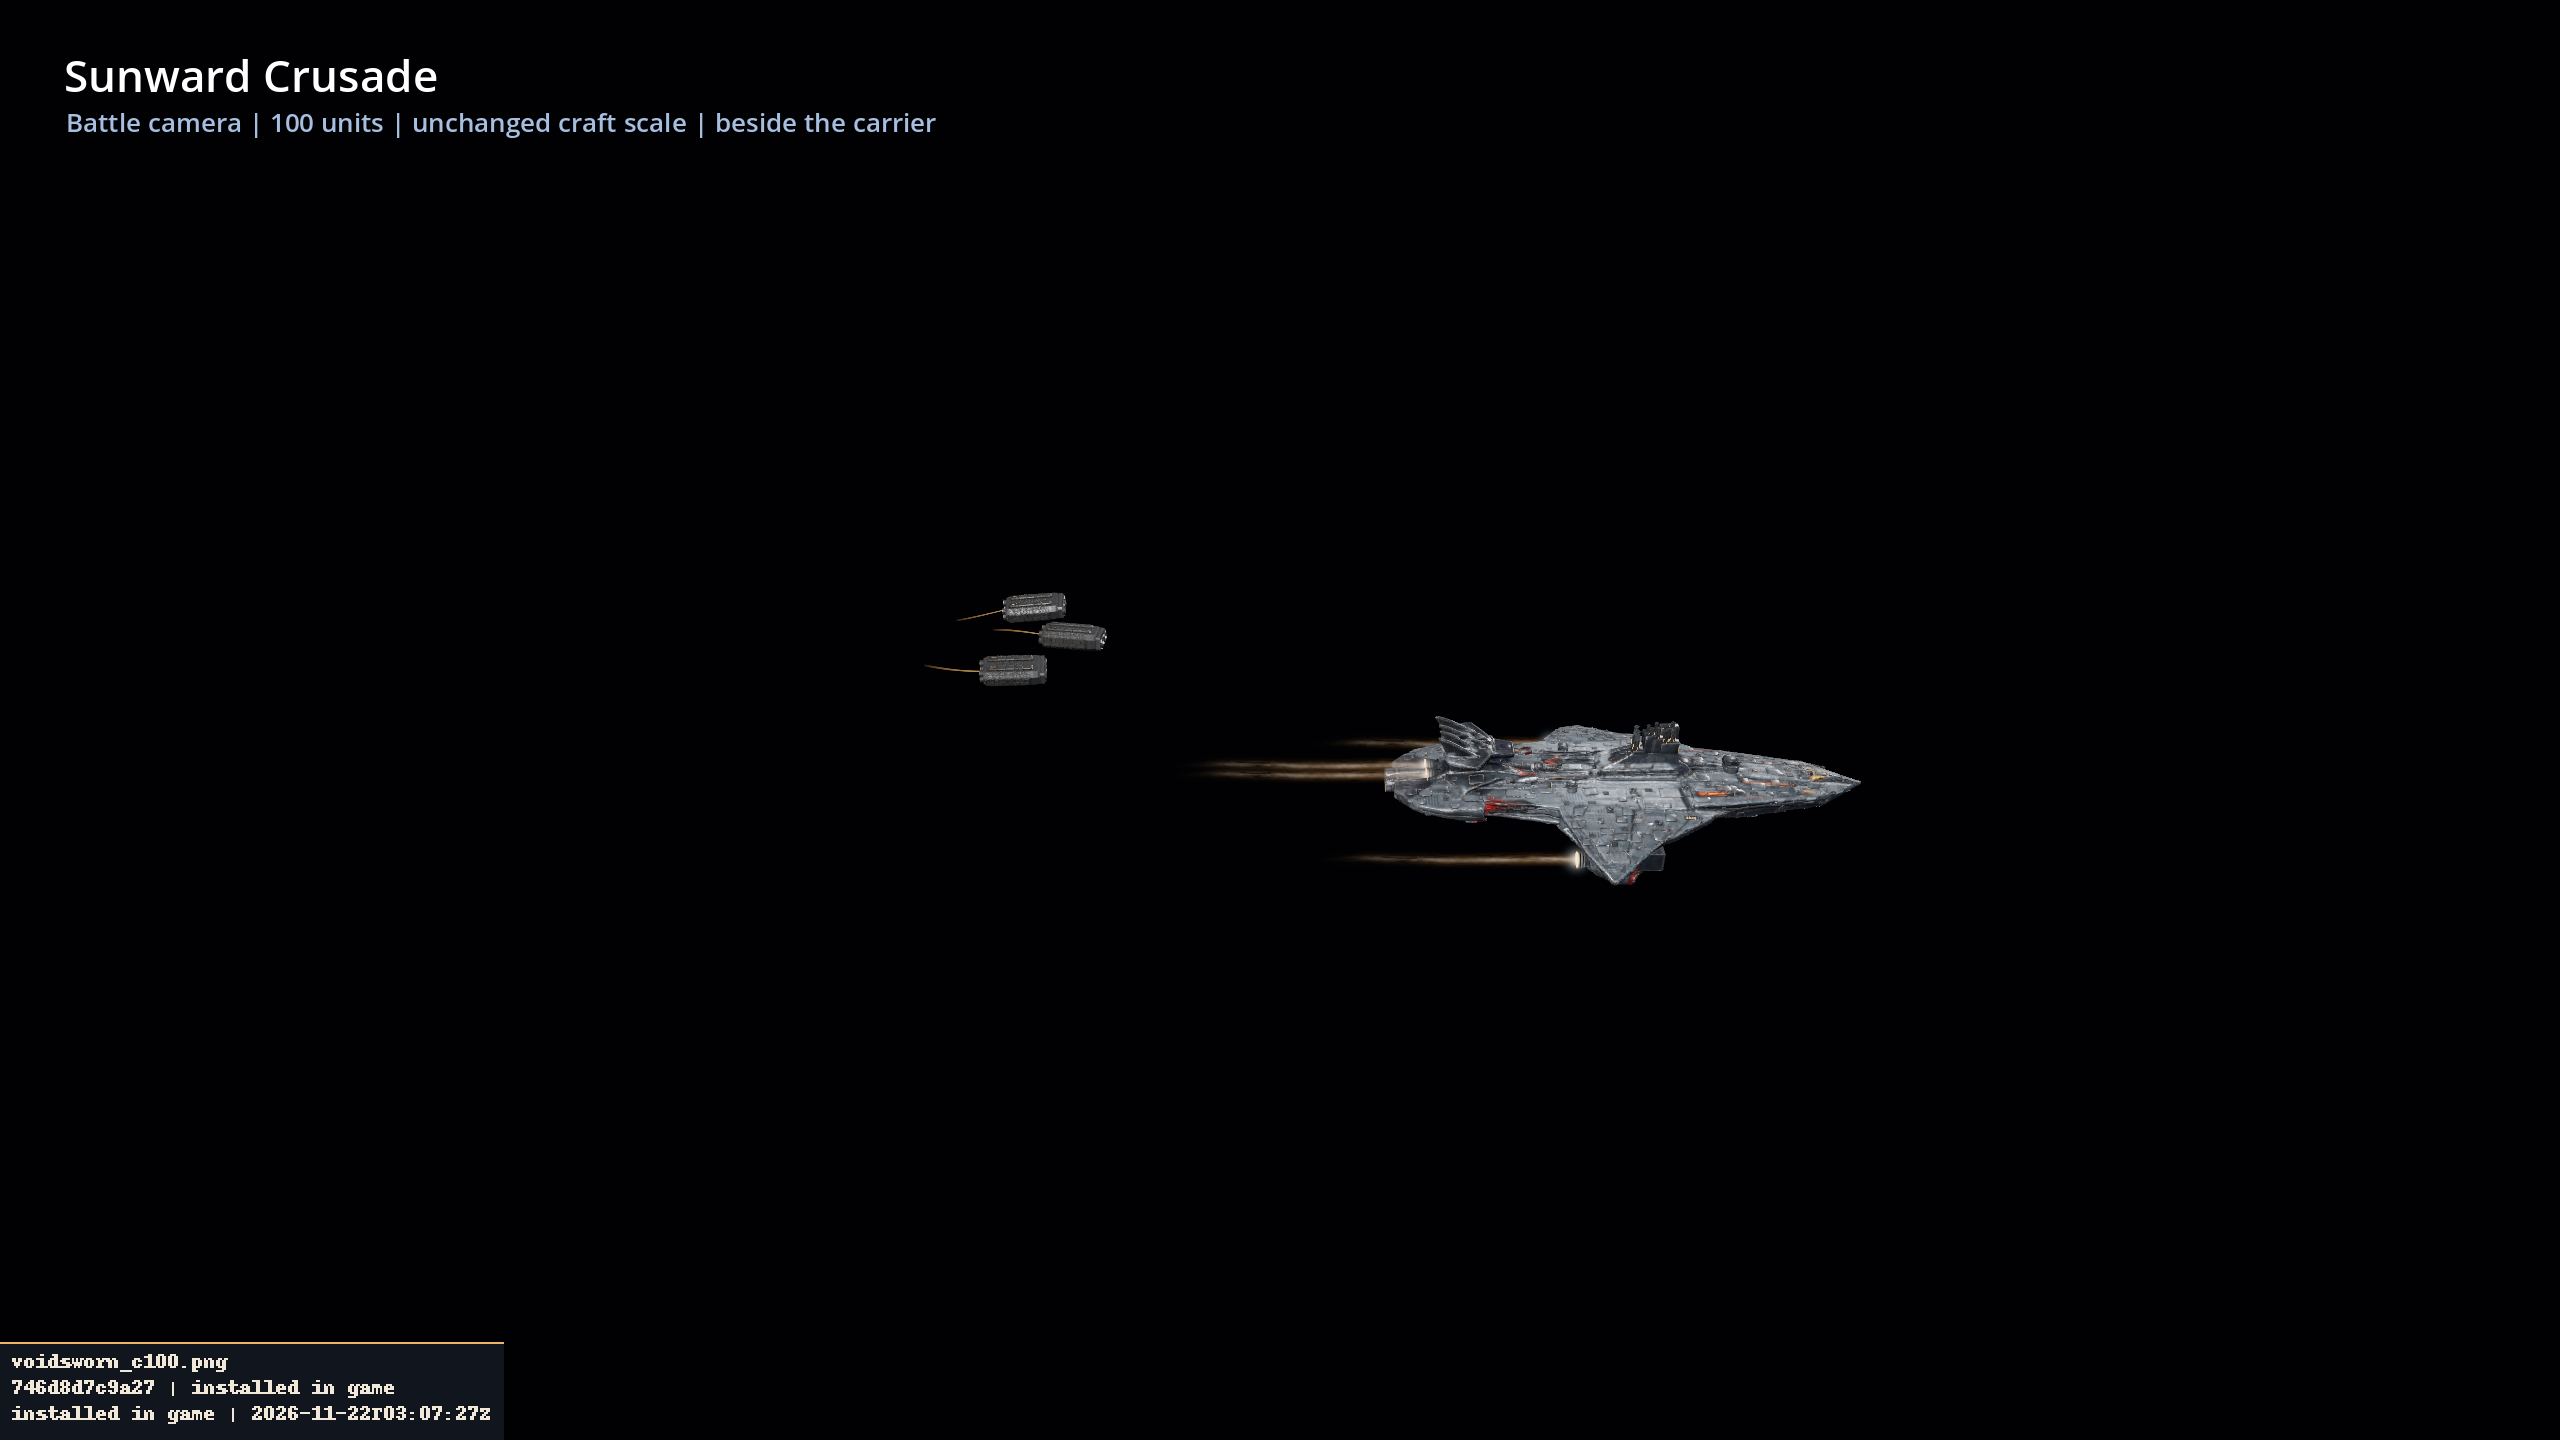 Sunward Crusade
Battle camera | 100 units | unchanged craft scale | beside the carrier
voidsworn_c100.png
746d8d7c9a27 | installed in game
installed in game | 2026-11-22T03:07:27Z